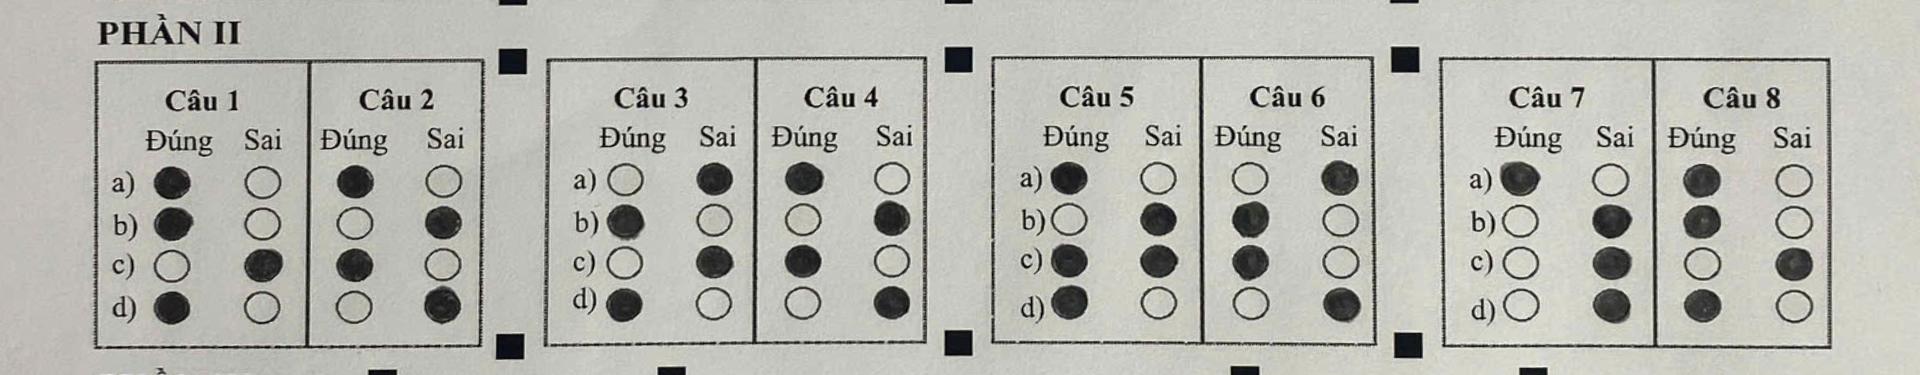 PHẦN II
Câu 1 Câu 2 Câu 3 Câu 4 Câu 5 Câu 6 Câu 7 Câu 8
Đúng Sai Đúng Sai Đúng Sai Đúng Sai Đúng Sai Đúng Sai Đúng Sai Đúng Sai
a) a) a) a)
b) b) b) b)
c) c) c) c)
d) d) d) d)